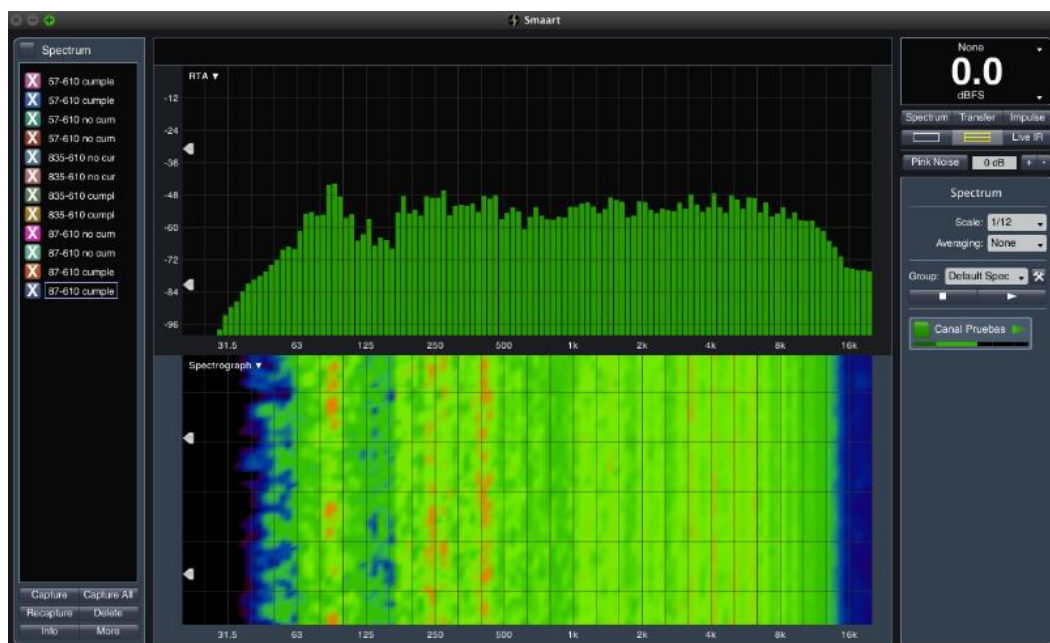 Smaart
Spectrum
X 57-610 cumple
X 57-610 cumple
X 57-610 no cum
X 57-610 no cum
X 835-610 no cur
X 835-610 no cur
X 835-610 cumpl
X 835-610 cumpl
X 87-610 no cum
X 87-610 no cum
X 87-610 cumple
X 87-610 cumple
Capture Capture All
Recapture Delete
Info More
RTA
-12
-24
-36
-48
-60
-72
-84
-96
31.5 63 125 250 500 1k 2k 4k 8k 16k
Spectrograph
31.5 63 125 250 500 1k 2k 4k 8k 16k
None
0.0
dBFS
Spectrum Transfer Impulse
Live IR
Pink Noise 0 dB + -
Spectrum
Scale: 1/12
Averaging: None
Group: Default Spec
Canal Pruebas